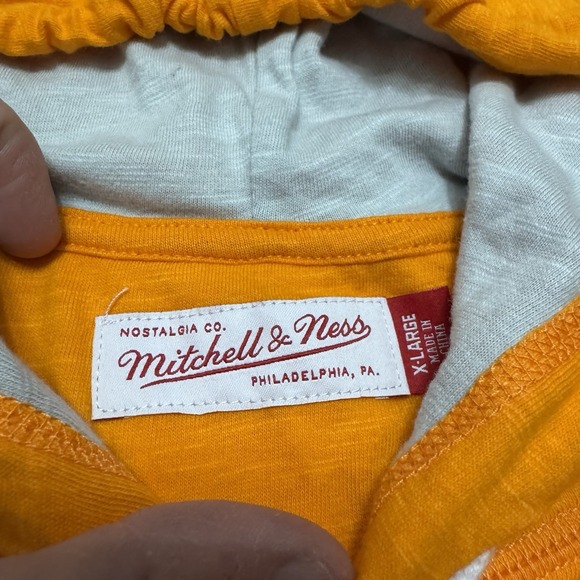 NOSTALGIA CO.
Mitchell & Ness
PHILADELPHIA, PA.
X-LARGE
MADE IN
CHINA